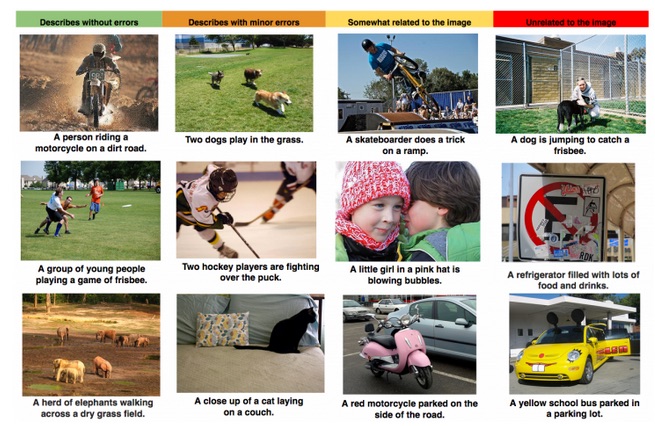 Describes without errors
Describes with minor errors
Somewhat related to the image
Unrelated to the image
A person riding a
motorcycle on a dirt road.
Two dogs play in the grass.
A skateboarder does a trick
on a ramp.
A dog is jumping to catch a
frisbee.
A group of young people
playing a game of frisbee.
Two hockey players are fighting
over the puck.
A little girl in a pink hat is
blowing bubbles.
A refrigerator filled with lots of
food and drinks.
A herd of elephants walking
across a dry grass field.
A close up of a cat laying
on a couch.
A red motorcycle parked on the
side of the road.
A yellow school bus parked in
a parking lot.